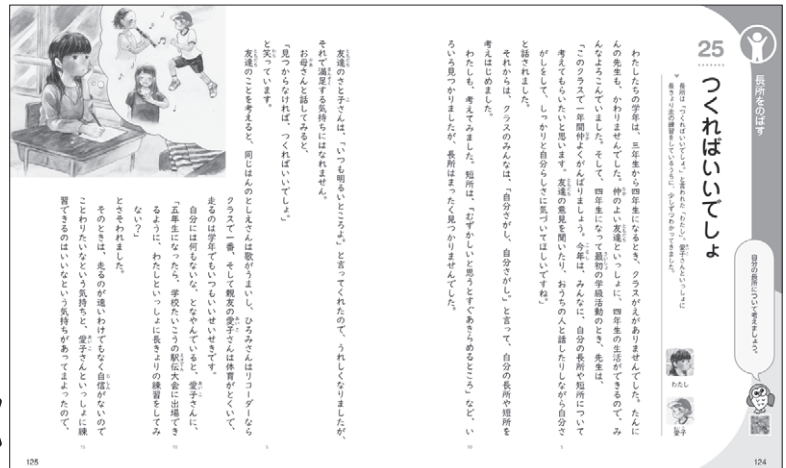 長所をのばす
25
つくればいいでしょ
長所は「つくればいいでしょ。」と言われた「わたし」。愛子さんといっしょに
長きょり走の練習をしているうちに、少しずつわかってきました。
自分の長所について考えましょう。
わたし
愛子
わたしたちの学年は、三年生から四年生になるとき、クラスがえがありませんでした。たんに
んの先生も、かわりませんでした。仲のよい友達といっしょに、四年生の生活ができるので、み
んなよろこんでいました。そして、四年生になって最初の学級活動のとき、先生は、
「このクラスで一年間仲よくがんばりましょう。今年は、みんなに、自分の長所や短所について
考えてもらいたいと思います。友達の意見を聞いたり、おうちの人と話したりしながら自分さ
がしをして、しっかりと自分らしさに気づいてほしいですね。」
と話されました。
それからは、クラスのみんなは、「自分さがし、自分さがし。」と言って、自分の長所や短所を
考えはじめました。
わたしも、考えてみました。短所は、「むずかしいと思うとすぐあきらめるところ」など、い
ろいろ見つかりましたが、長所はまったく見つかりませんでした。
124
友達のさと子さんは、「いつも明るいところよ。」と言ってくれたので、うれしくなりましたが、
それで満足する気持ちにはなれません。
お母さんと話してみると、
「見つからなければ、つくればいいでしょ。」
と笑っています。
友達のことを考えると、同じはんのとしえさんは歌がうまいし、ひろみさんはリコーダーなら
クラスで一番、そして親友の愛子さんは体育がとくいで、
走るのは学年でもいつもいいせいせきです。
自分には何もないな、となやんでいると、愛子さんに、
「五年生になったら、学校たいこうの駅伝大会に出場でき
るように、わたしといっしょに長きょりの練習をしてみ
ない？」
とさそわれました。
そのときは、走るのが速いわけでもなく自信がないので
ことわりたいなという気持ちと、愛子さんといっしょに練
習できるのはいいなという気持ちがあってまよったので、
125